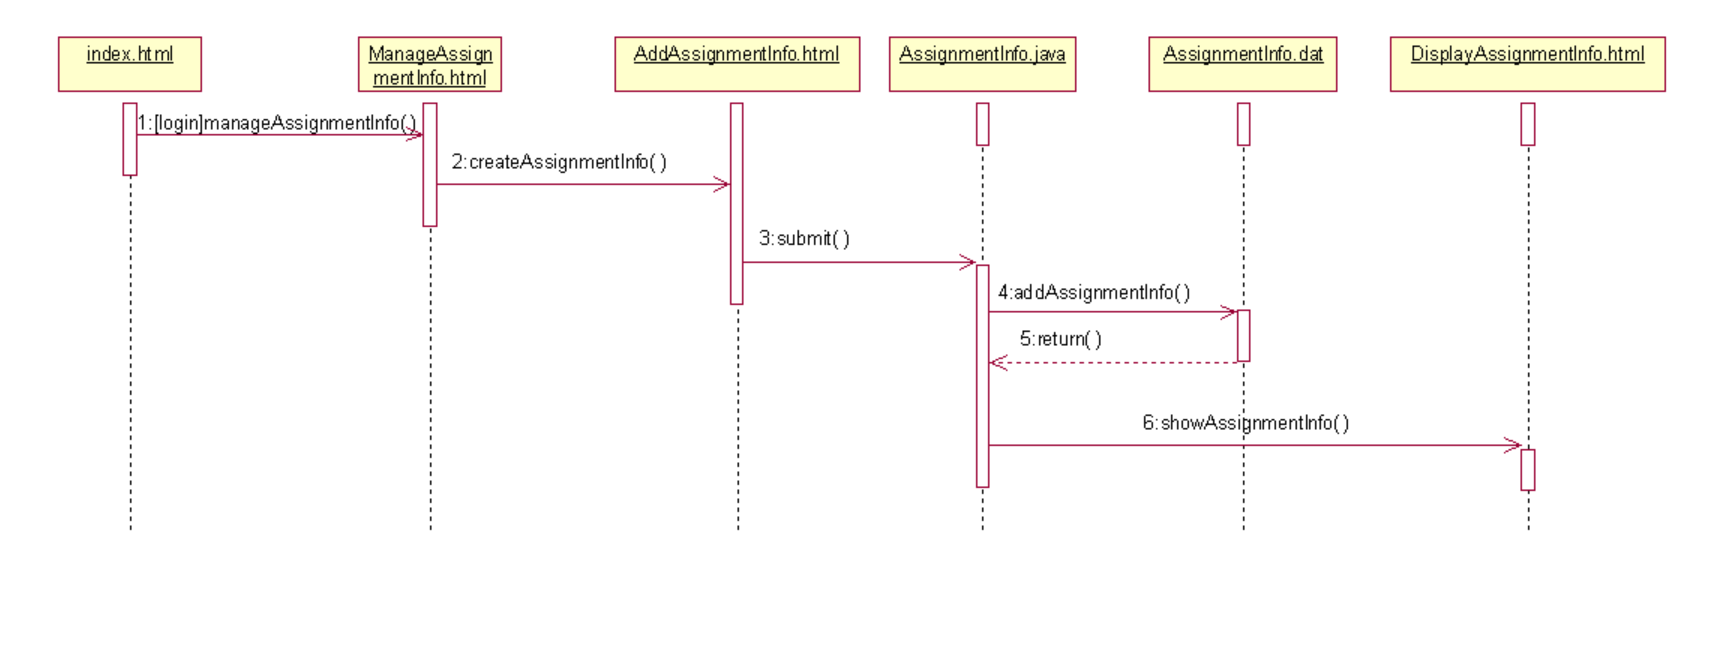 index.html
ManageAssign
mentInfo.html
AddAssignmentInfo.html
AssignmentInfo.java
AssignmentInfo.dat
DisplayAssignmentInfo.html
1:[login]manageAssignmentInfo()
2:createAssignmentInfo( )
3:submit( )
4:addAssignmentInfo( )
5:return( )
6:showAssignmentInfo( )